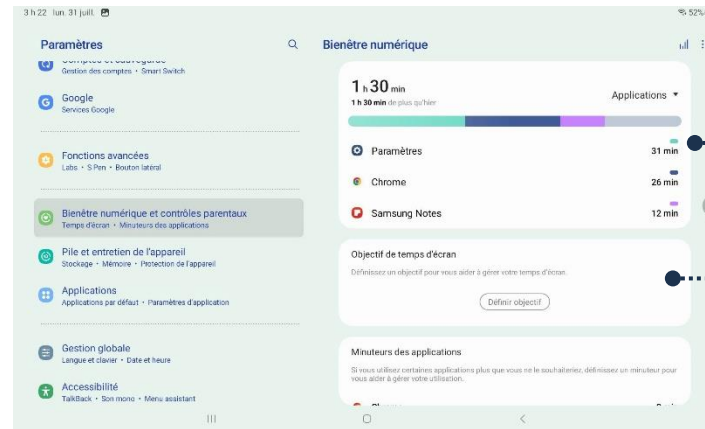 3 h 22 lun. 31 juill.
52%
Paramètres
Bienêtre numérique
Gestion des comptes • Smart Switch
Google
Services Google
Fonctions avancées
Labs • S Pen • Bouton latéral
Bienêtre numérique et contrôles parentaux
Temps d'écran • Minuteurs des applications
Pile et entretien de l'appareil
Stockage • Mémoire • Protection de l'appareil
Applications
Applications par défaut • Paramètres d'application
Gestion globale
Langue et clavier • Date et heure
Accessibilité
TalkBack • Son mono • Menu assistant
1 h 30 min
1 h 30 min de plus qu'hier
Applications
Paramètres 31 min
Chrome 26 min
Samsung Notes 12 min
Objectif de temps d'écran
Définissez un objectif pour vous aider à gérer votre temps d'écran.
Définir objectif
Minuteurs des applications
Si vous utilisez certaines applications plus que vous ne le souhaiteriez, définissez un minuteur pour
vous aider à gérer votre utilisation.